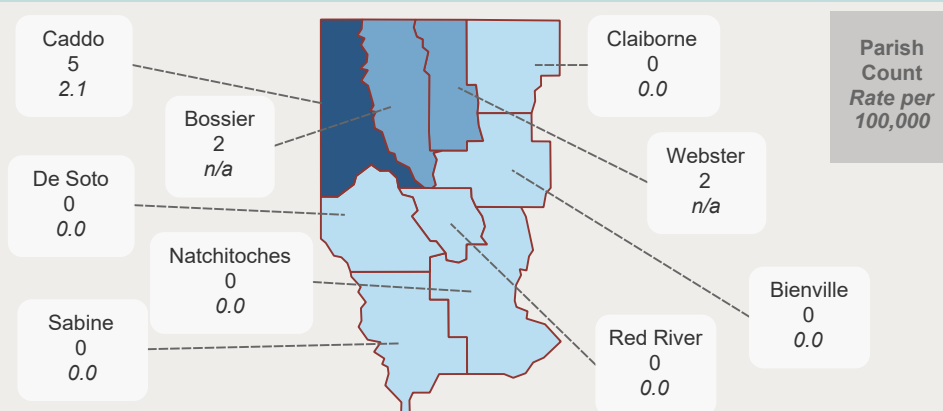 Caddo
5
2.1
Claiborne
0
0.0
Parish
Count
Rate per
100,000
Bossier
2
n/a
Webster
2
n/a
De Soto
0
0.0
Natchitoches
0
0.0
Bienville
0
0.0
Sabine
0
0.0
Red River
0
0.0